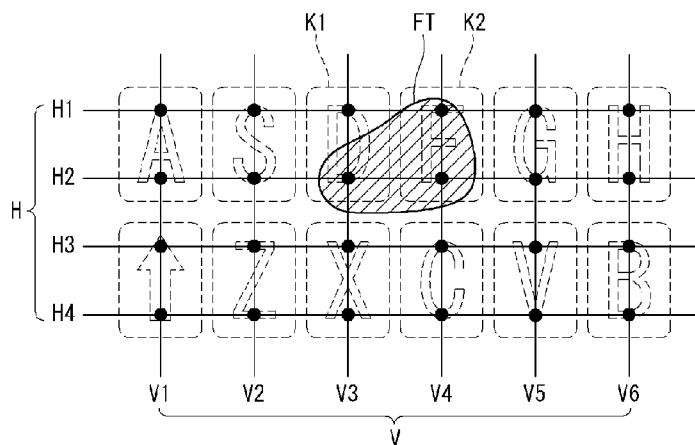 K1 FT K2
H1
A S D F G H
H2
H
H3
Z X C V B
H4
V1 V2 V3 V4 V5 V6
V